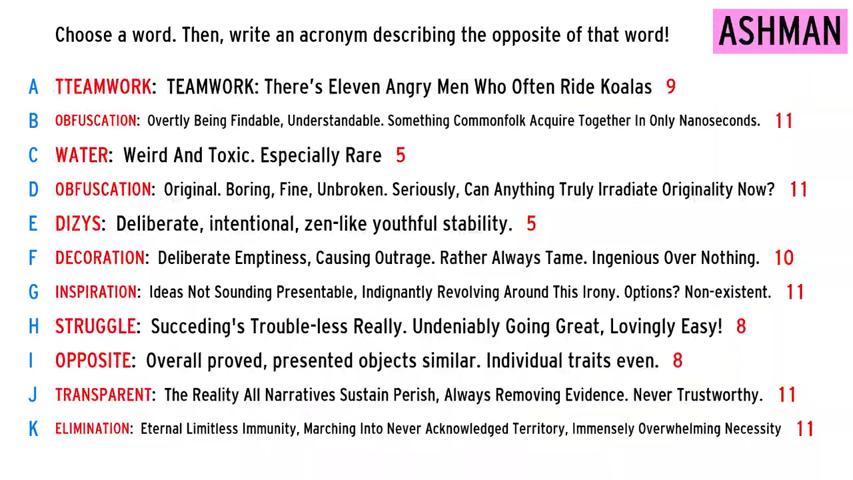 Choose a word. Then, write an acronym describing the opposite of that word!
ASHMAN
A TTEAMWORK: TEAMWORK: There's Eleven Angry Men Who Often Ride Koalas 9
B OBFUSCATION: Overtly Being Findable, Understandable. Something Commonfolk Acquire Together In Only Nanoseconds. 11
C WATER: Weird And Toxic. Especially Rare 5
D OBFUSCATION: Original. Boring, Fine, Unbroken. Seriously, Can Anything Truly Irradiate Originality Now? 11
E DIZYS: Deliberate, intentional, zen-like youthful stability. 5
F DECORATION: Deliberate Emptiness, Causing Outrage. Rather Always Tame. Ingenious Over Nothing. 10
G INSPIRATION: Ideas Not Sounding Presentable, Indignantly Revolving Around This Irony. Options? Non-existent. 11
H STRUGGLE: Succeding's Trouble-less Really. Undeniably Going Great, Lovingly Easy! 8
I OPPOSITE: Overall proved, presented objects similar. Individual traits even. 8
J TRANSPARENT: The Reality All Narratives Sustain Perish, Always Removing Evidence. Never Trustworthy. 11
K ELIMINATION: Eternal Limitless Immunity, Marching Into Never Acknowledged Territory, Immensely Overwhelming Necessity 11